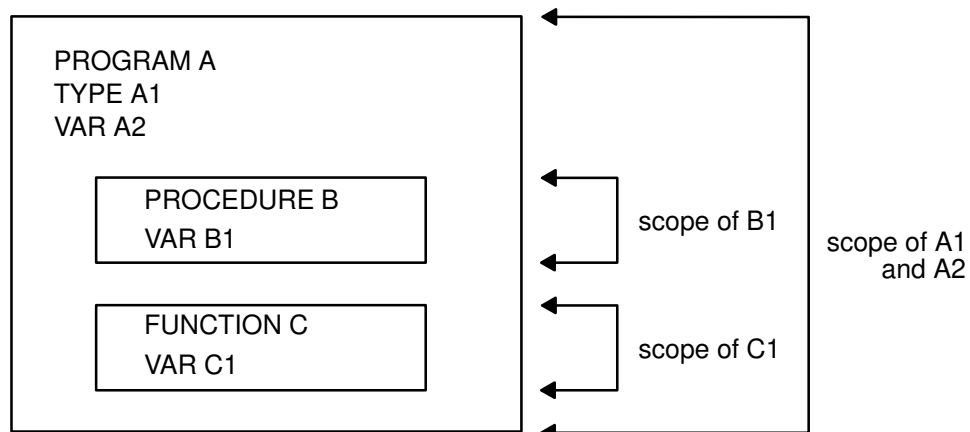 PROGRAM A
TYPE A1
VAR A2
PROCEDURE B
VAR B1
FUNCTION C
VAR C1
scope of B1
scope of C1
scope of A1
and A2